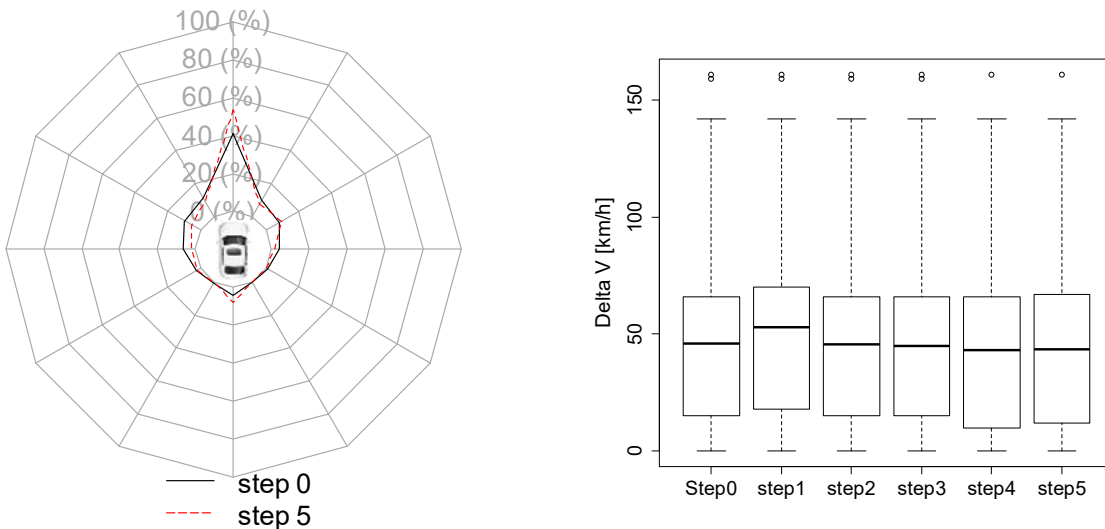 100 (%)
80 (%)
60 (%)
40 (%)
20 (%)
0 (%)
step 0
step 5
Delta V [km/h]
150
100
50
0
Step0 step1 step2 step3 step4 step5